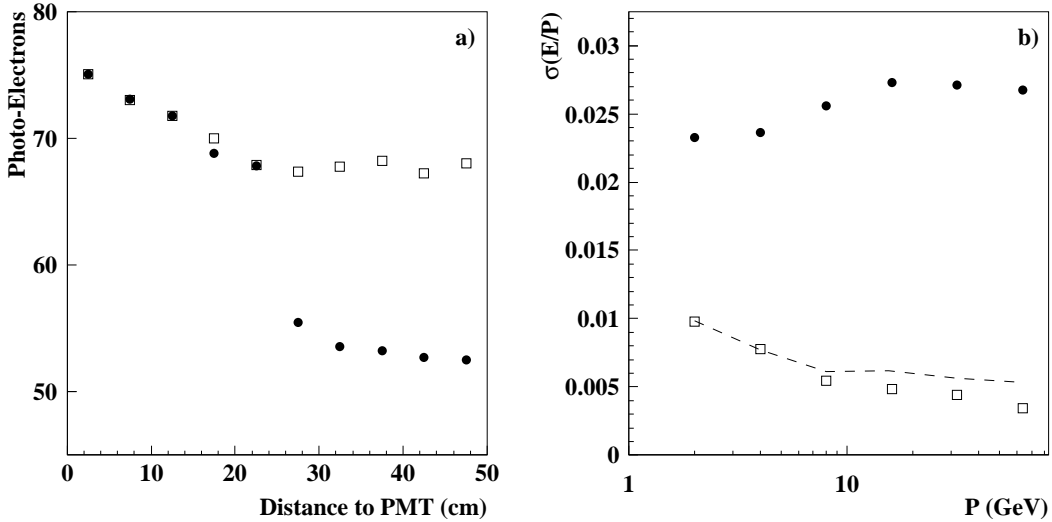 a)
Photo-Electrons
80
70
60
50
0 10 20 30 40 50
Distance to PMT (cm)
b)
σ(E/P)
0.03
0.025
0.02
0.015
0.01
0.005
0
1 10
P (GeV)